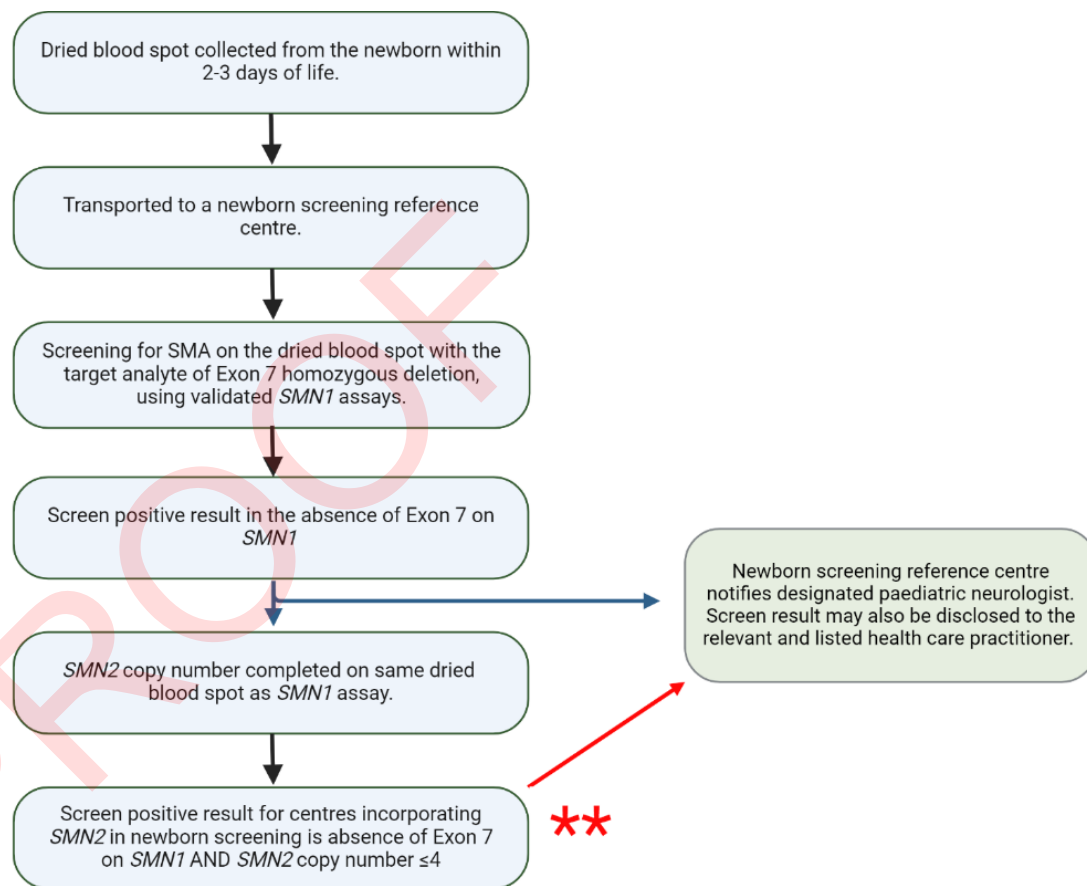 Dried blood spot collected from the newborn within
2-3 days of life.
Transported to a newborn screening reference
centre.
Screening for SMA on the dried blood spot with the
target analyte of Exon 7 homozygous deletion,
using validated SMN1 assays.
Screen positive result in the absence of Exon 7 on
SMN1
Newborn screening reference centre
notifies designated paediatric neurologist.
Screen result may also be disclosed to the
relevant and listed health care practitioner.
SMN2 copy number completed on same dried
blood spot as SMN1 assay.
Screen positive result for centres incorporating
SMN2 in newborn screening is absence of Exon 7
on SMN1 AND SMN2 copy number ≤4
**
PROOF